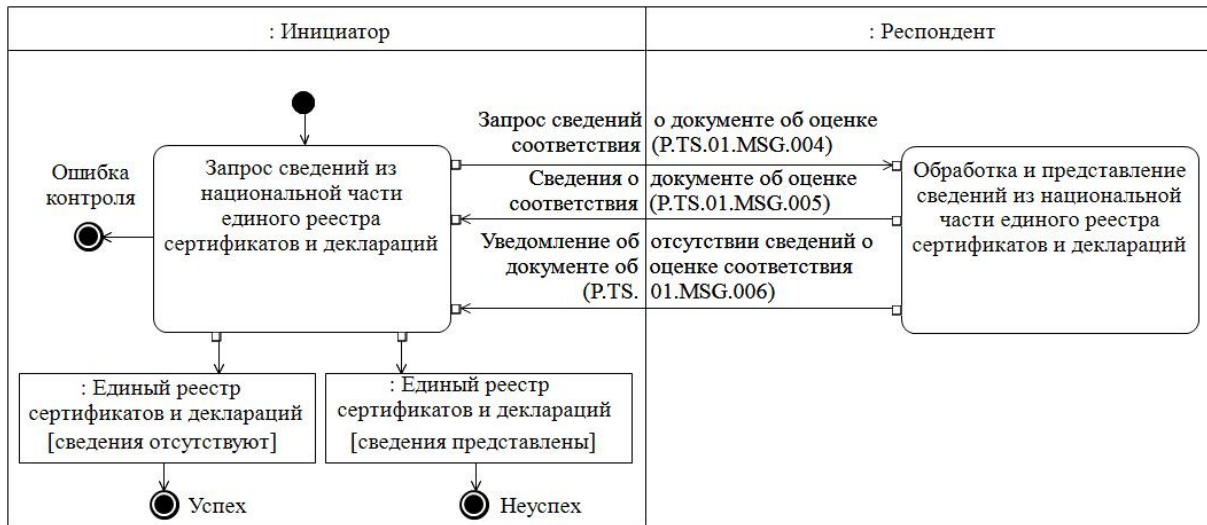 : Инициатор
: Респондент
Запрос сведений о документе об оценке
соответствия (P.TS.01.MSG.004)
Ошибка
контроля
Запрос сведений из
национальной части
единого реестра
сертификатов и деклараций
Сведения о документе об оценке
соответствия (P.TS.01.MSG.005)
Обработка и представление
сведений из национальной
части единого реестра
сертификатов и деклараций
Уведомление об отсутствии сведений о
документе об оценке соответствия
(P.TS. 01.MSG.006)
: Единый реестр
сертификатов и деклараций
[сведения отсутствуют]
: Единый реестр
сертификатов и деклараций
[сведения представлены]
Успех
Неуспех